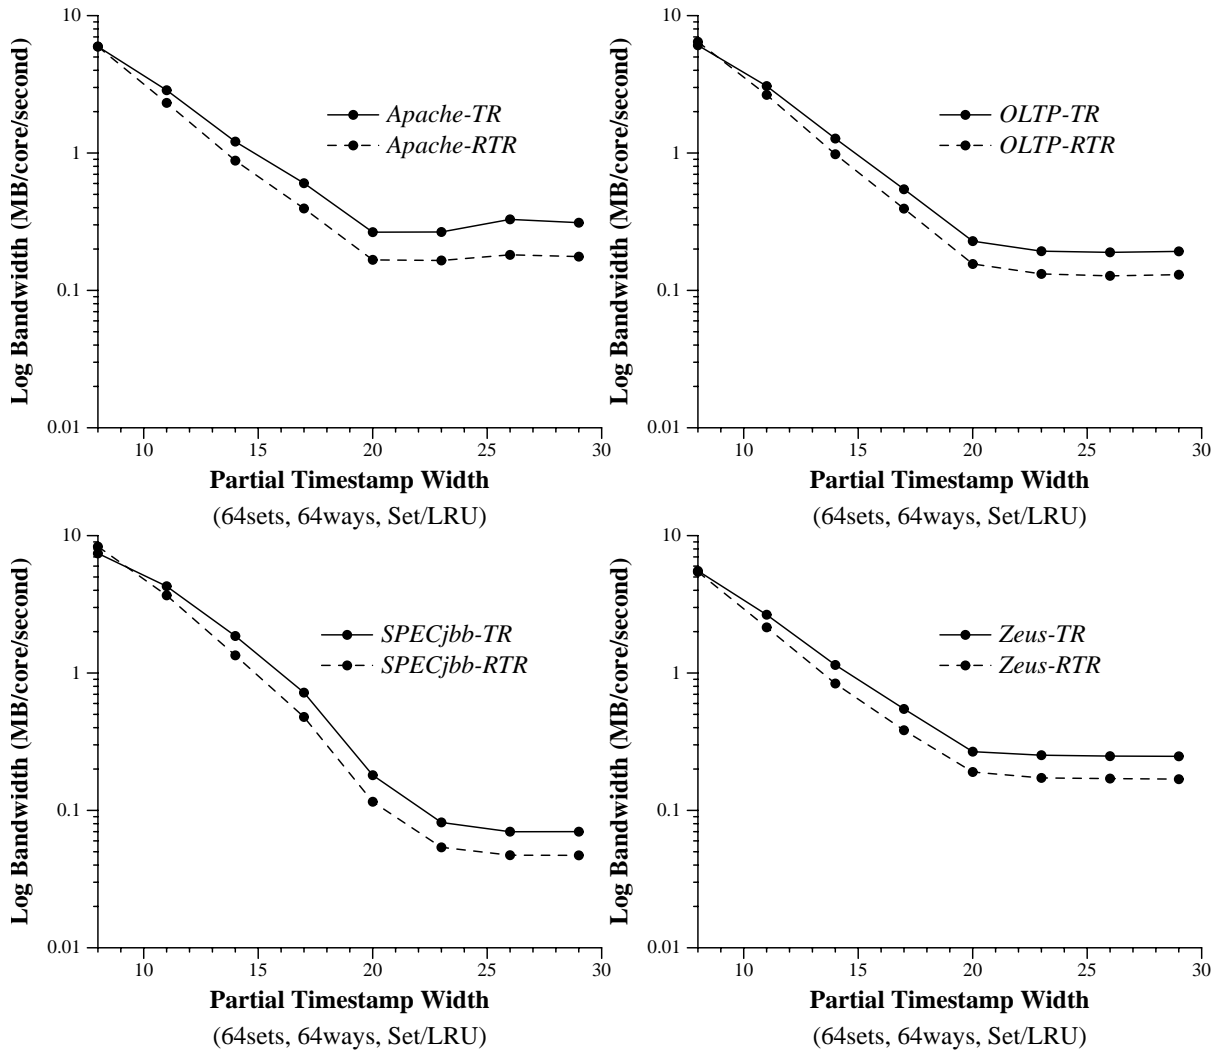 10
1
0.1
0.01
Log Bandwidth (MB/core/second)
Apache-TR
Apache-RTR
10 15 20 25 30
Partial Timestamp Width
(64sets, 64ways, Set/LRU)
10
1
0.1
0.01
Log Bandwidth (MB/core/second)
OLTP-TR
OLTP-RTR
10 15 20 25 30
Partial Timestamp Width
(64sets, 64ways, Set/LRU)
10
1
0.1
0.01
Log Bandwidth (MB/core/second)
SPECjbb-TR
SPECjbb-RTR
10 15 20 25 30
Partial Timestamp Width
(64sets, 64ways, Set/LRU)
10
1
0.1
0.01
Log Bandwidth (MB/core/second)
Zeus-TR
Zeus-RTR
10 15 20 25 30
Partial Timestamp Width
(64sets, 64ways, Set/LRU)